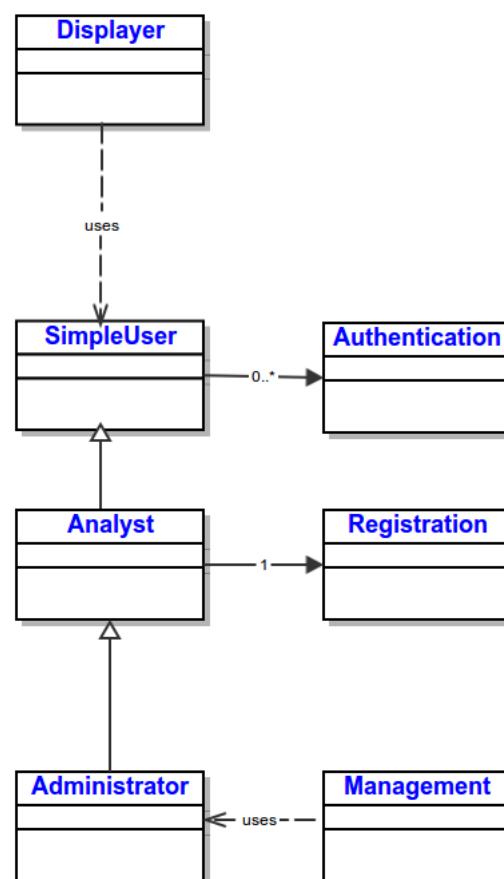 Displayer
uses
SimpleUser
Authentication
0..*
Analyst
Registration
1
Administrator
Management
uses